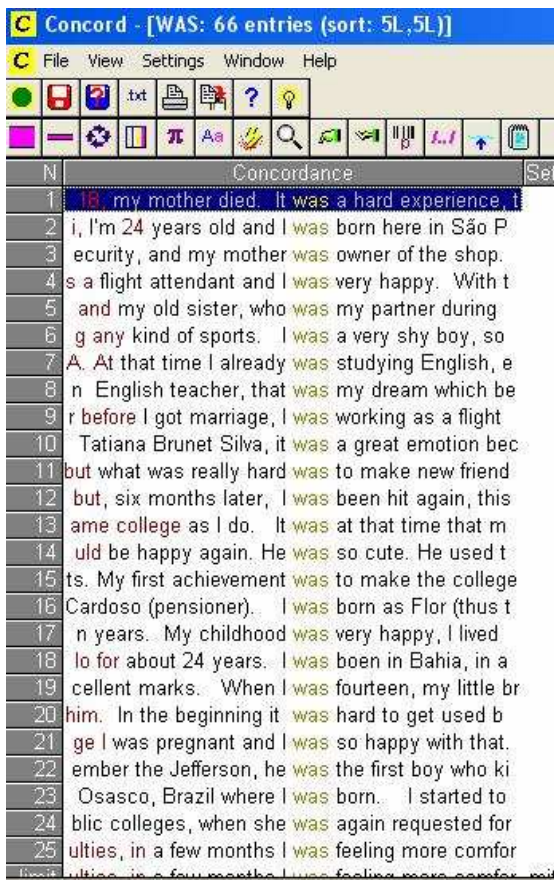 C Concord - [WAS: 66 entries (sort: 5L,5L)]
C File View Settings Window Help
.txt ?
π Aa
N Concordance Set
1 18, my mother died. It was a hard experience, t
2 i, I'm 24 years old and I was born here in São P
3 ecurity, and my mother was owner of the shop.
4 s a flight attendant and I was very happy. With t
5 and my old sister, who was my partner during
6 g any kind of sports. I was a very shy boy, so
7 A. At that time I already was studying English, e
8 n English teacher, that was my dream which be
9 r before I got marriage, I was working as a flight
10 Tatiana Brunet Silva, it was a great emotion bec
11 but what was really hard was to make new friend
12 but, six months later, I was been hit again, this
13 ame college as I do. It was at that time that m
14 uld be happy again. He was so cute. He used t
15 ts. My first achievement was to make the college
16 Cardoso (pensioner). I was born as Flor (thus t
17 n years. My childhood was very happy, I lived
18 lo for about 24 years. I was boen in Bahia, in a
19 cellent marks. When I was fourteen, my little br
20 him. In the beginning it was hard to get used b
21 ge I was pregnant and I was so happy with that.
22 ember the Jefferson, he was the first boy who ki
23 Osasco, Brazil where I was born. I started to
24 blic colleges, when she was again requested for
25 ulties, in a few months I was feeling more comfor